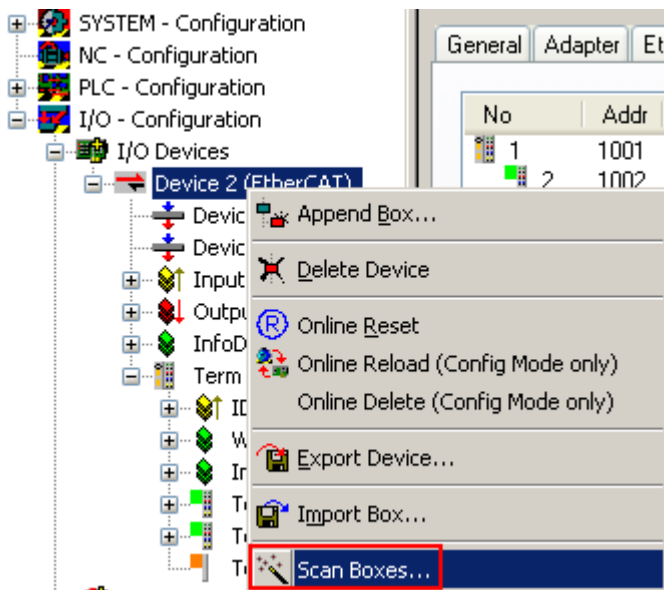 SYSTEM - Configuration
NC - Configuration
PLC - Configuration
I/O - Configuration
I/O Devices
Device 2 (EtherCAT)
Devic
Devic
Input
Outpu
InfoD
Term
W
In
General Adapter Et
No Addr
1 1001
2 1002
Append Box...
Delete Device
Online Reset
Online Reload (Config Mode only)
Online Delete (Config Mode only)
Export Device...
Import Box...
Scan Boxes...